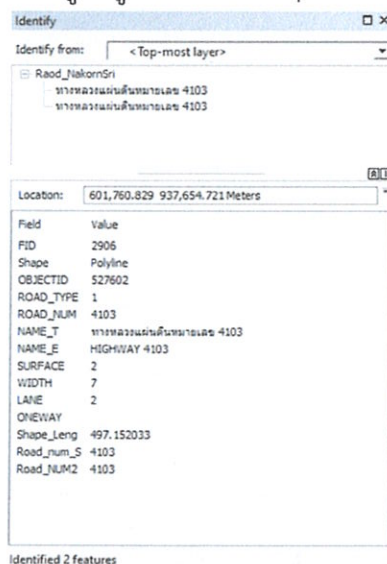 Identify
Identify from: <Top-most layer>
Raod_NakornSri
ทางหลวงแผ่นดินหมายเลข 4103
ทางหลวงแผ่นดินหมายเลข 4103
Location: 601,760.829 937,654.721 Meters
Field Value
FID 2906
Shape Polyline
OBJECTID 527602
ROAD_TYPE 1
ROAD_NUM 4103
NAME_T ทางหลวงแผ่นดินหมายเลข 4103
NAME_E HIGHWAY 4103
SURFACE 2
WIDTH 7
LANE 2
ONEWAY
Shape_Leng 497.152033
Road_num_S 4103
Road_NUM2 4103
Identified 2 features